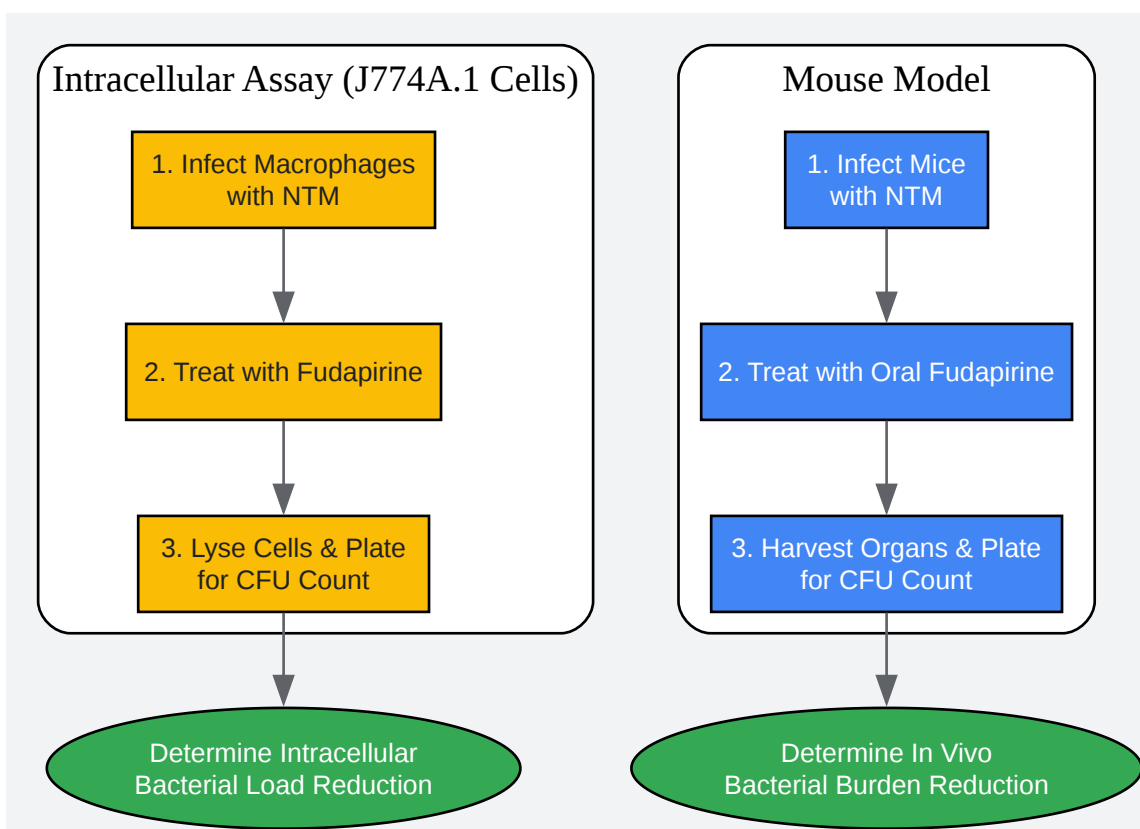 Intracellular Assay (J774A.1 Cells)
1. Infect Macrophages
with NTM
2. Treat with Fudapirine
3. Lyse Cells & Plate
for CFU Count
Determine Intracellular
Bacterial Load Reduction
Mouse Model
1. Infect Mice
with NTM
2. Treat with Oral Fudapirine
3. Harvest Organs & Plate
for CFU Count
Determine In Vivo
Bacterial Burden Reduction